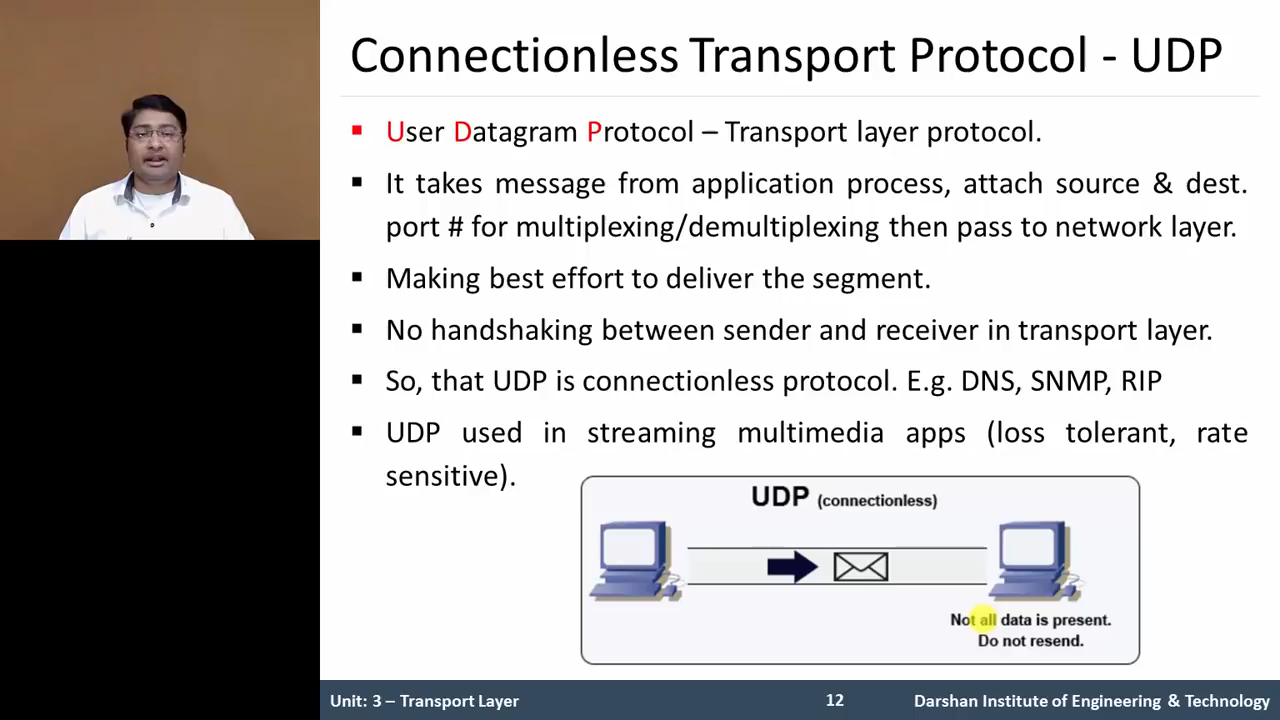 Connectionless Transport Protocol - UDP
User Datagram Protocol – Transport layer protocol.
It takes message from application process, attach source & dest.
port # for multiplexing/demultiplexing then pass to network layer.
Making best effort to deliver the segment.
No handshaking between sender and receiver in transport layer.
So, that UDP is connectionless protocol. E.g. DNS, SNMP, RIP
UDP used in streaming multimedia apps (loss tolerant, rate
sensitive).
UDP (connectionless)
Not all data is present.
Do not resend.
Unit: 3 – Transport Layer
12
Darshan Institute of Engineering & Technology